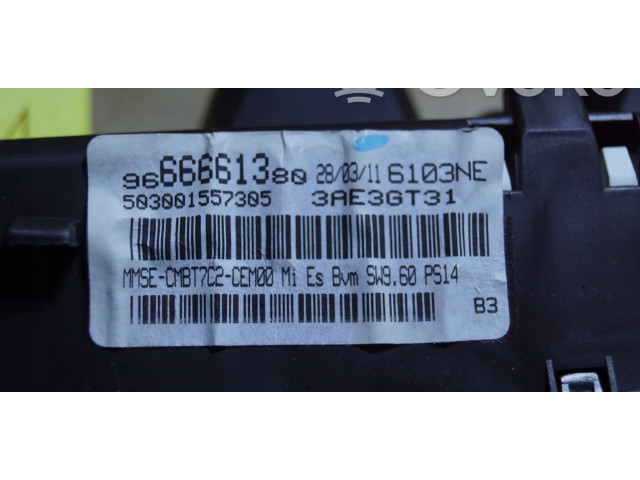 9666661380 28/03/11 6103NE
503001557305 3AE3GT31
MMSE-CMBT7C2-CEM00 Mi Es Bvm SW9.60 PS14
B3